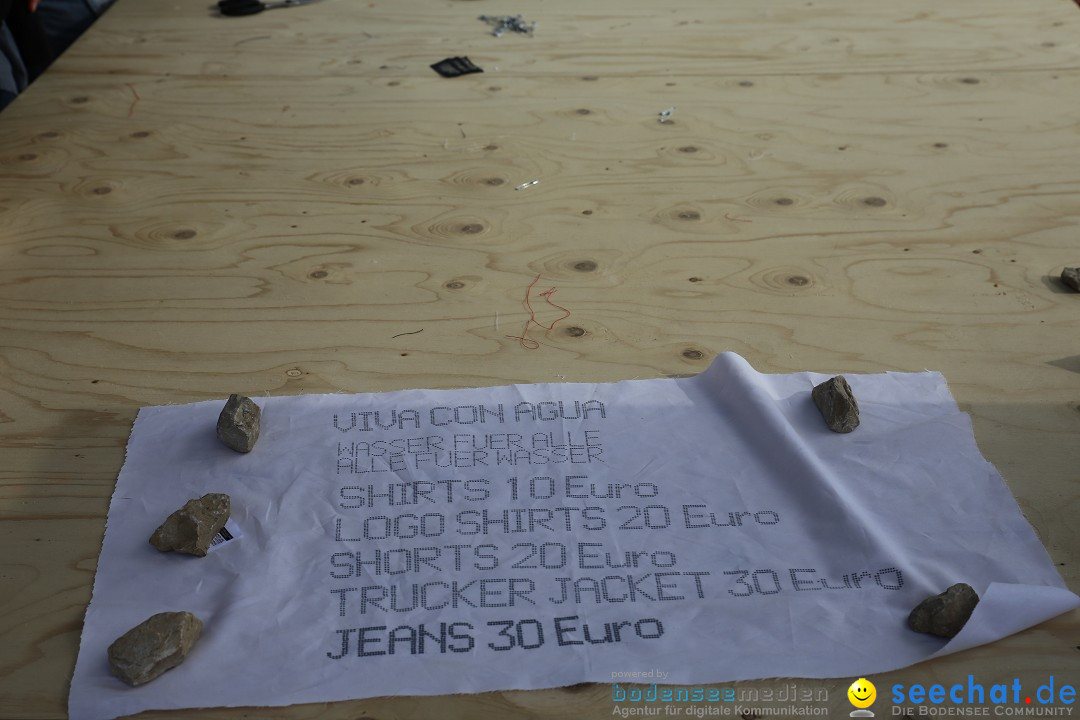 VIVA CON AGUA
WASSER FUER ALLE
ALLE FUER WASSER
SHIRTS 10 Euro
LOGO SHIRTS 20 Euro
SHORTS 20 Euro
TRUCKER JACKET 30 Euro
JEANS 30 Euro
powered by
bodenseemedien
Agentur für digitale Kommunikation
seechat.de
DIE BODENSEE COMMUNITY